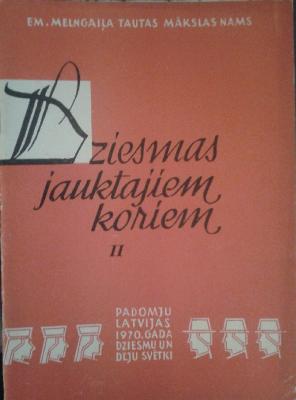 EM. MELNGAIĻA TAUTAS MĀKSLAS NAMS
Dziesmas
jauktajiem
koriem
II
PADOMJU
LATVIJAS
1970. GADA
DZIESMU UN
DEJU SVĒTKI